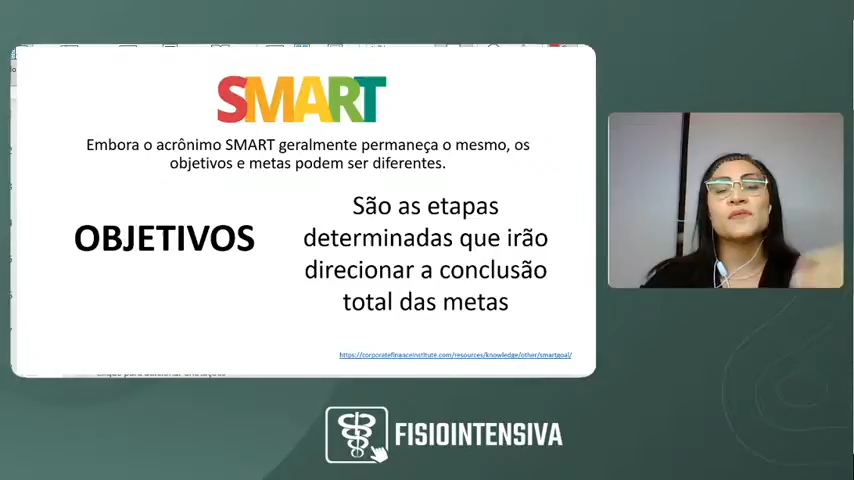 SMART
Embora o acrônimo SMART geralmente permaneça o mesmo, os
objetivos e metas podem ser diferentes.
OBJETIVOS
São as etapas
determinadas que irão
direcionar a conclusão
total das metas
https://corporatefinanceinstitute.com/resources/knowledge/other/smartgoal/
FISIOINTENSIVA